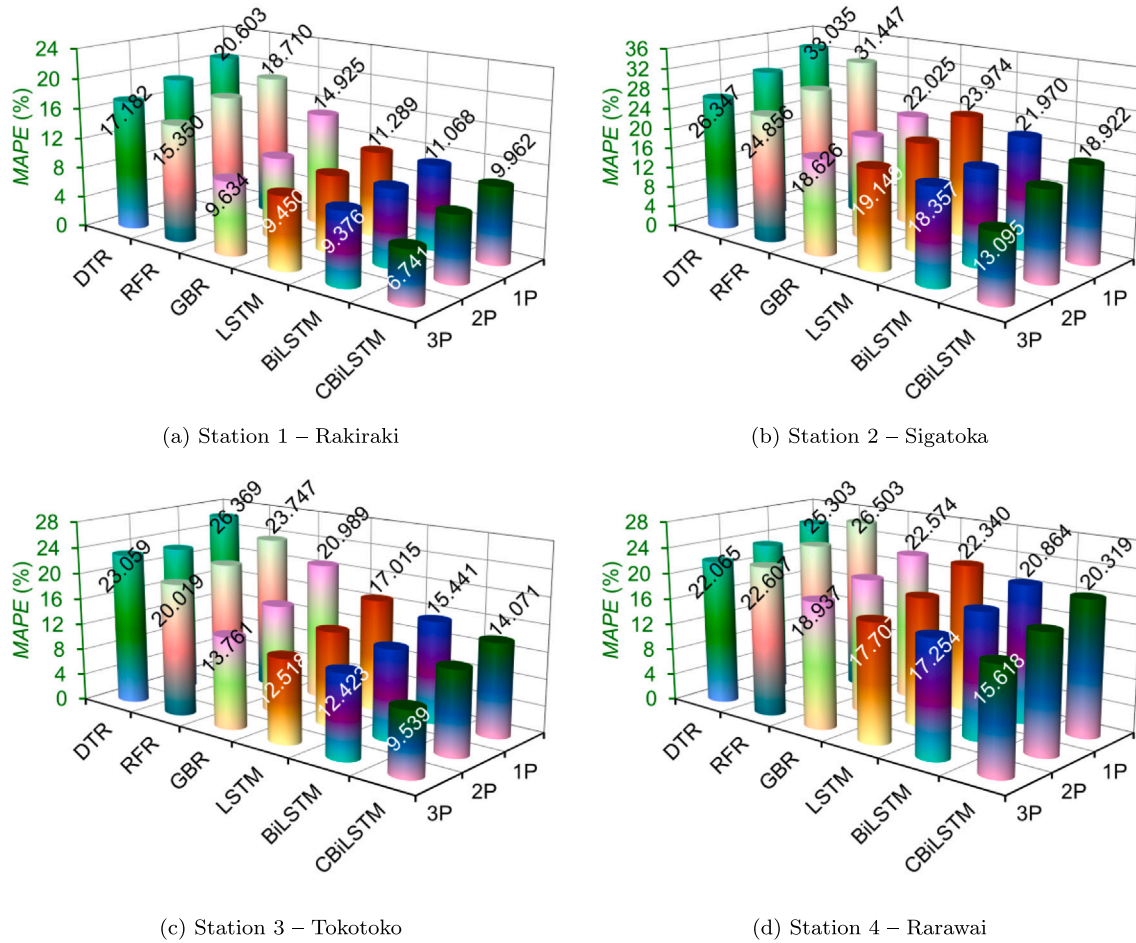 24
20
16
12
8
4
0
MAPE (%)
17.182
15.350
9.634
9.450
9.376
6.741
20.603
18.710
14.925
11.289
11.068
9.962
DTR
RFR
GBR
LSTM
BiLSTM
CBiLSTM
3P
2P
1P
(a) Station 1 – Rakiraki
36
32
28
24
20
16
12
8
4
0
MAPE (%)
26.347
24.856
18.626
19.149
18.357
13.095
33.035
31.447
22.025
23.974
21.970
18.922
DTR
RFR
GBR
LSTM
BiLSTM
CBiLSTM
3P
2P
1P
(b) Station 2 – Sigatoka
28
24
20
16
12
8
4
0
MAPE (%)
23.059
20.019
13.761
12.518
12.423
9.539
26.369
23.747
20.989
17.015
15.441
14.071
DTR
RFR
GBR
LSTM
BiLSTM
CBiLSTM
3P
2P
1P
(c) Station 3 – Tokotoko
28
24
20
16
12
8
4
0
MAPE (%)
22.065
22.607
18.937
17.707
17.254
15.618
25.303
26.503
22.574
22.340
20.864
20.319
DTR
RFR
GBR
LSTM
BiLSTM
CBiLSTM
3P
2P
1P
(d) Station 4 – Rarawai